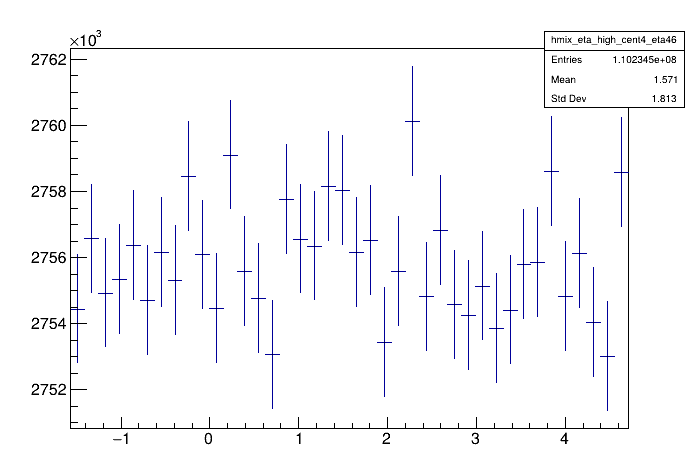 ×10³
hmix_eta_high_cent4_eta46
Entries 1.102345e+08
Mean 1.571
Std Dev 1.813
2762
2760
2758
2756
2754
2752
−1 0 1 2 3 4